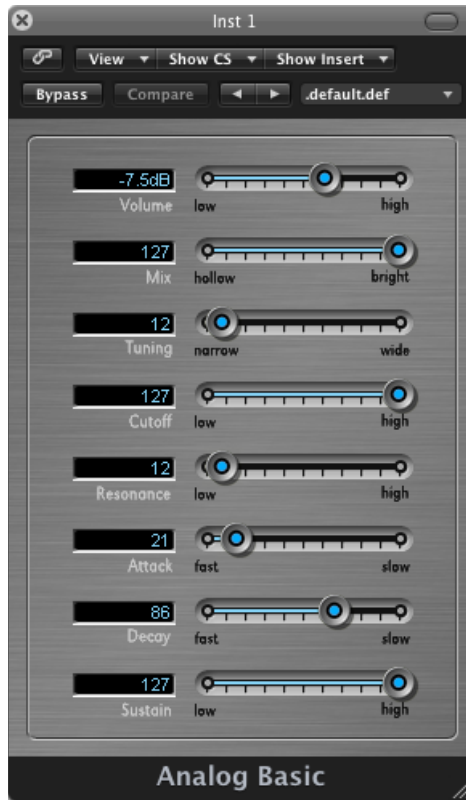 Inst 1
View Show CS Show Insert
Bypass Compare .default.def
-7.5dB
Volume low high
127
Mix hollow bright
12
Tuning narrow wide
127
Cutoff low high
12
Resonance low high
21
Attack fast slow
86
Decay fast slow
127
Sustain low high
Analog Basic